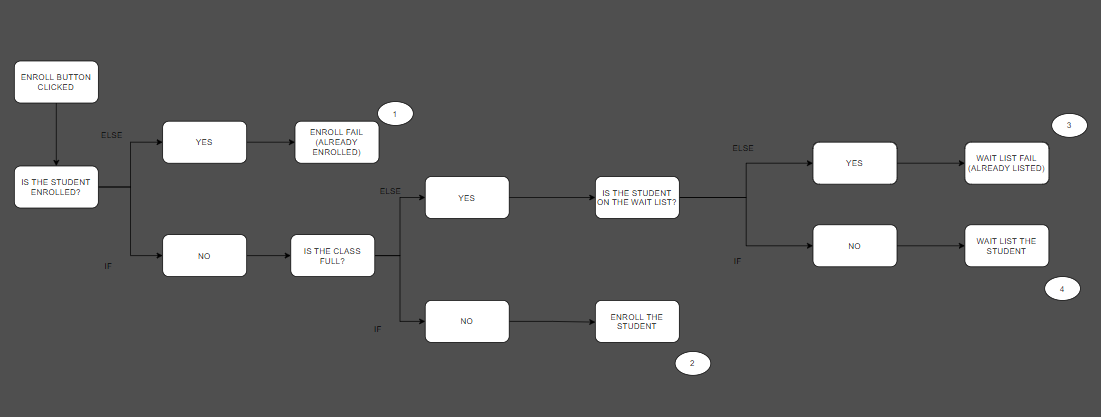 ENROLL BUTTON
CLICKED
1
3
ELSE
YES
ENROLL FAIL
(ALREADY
ENROLLED)
ELSE
YES
WAIT LIST FAIL
(ALREADY LISTED)
IS THE STUDENT
ENROLLED?
ELSE
YES
IS THE STUDENT
ON THE WAIT LIST?
IF
NO
IS THE CLASS
FULL?
IF
NO
WAIT LIST THE
STUDENT
4
IF
NO
ENROLL THE
STUDENT
2